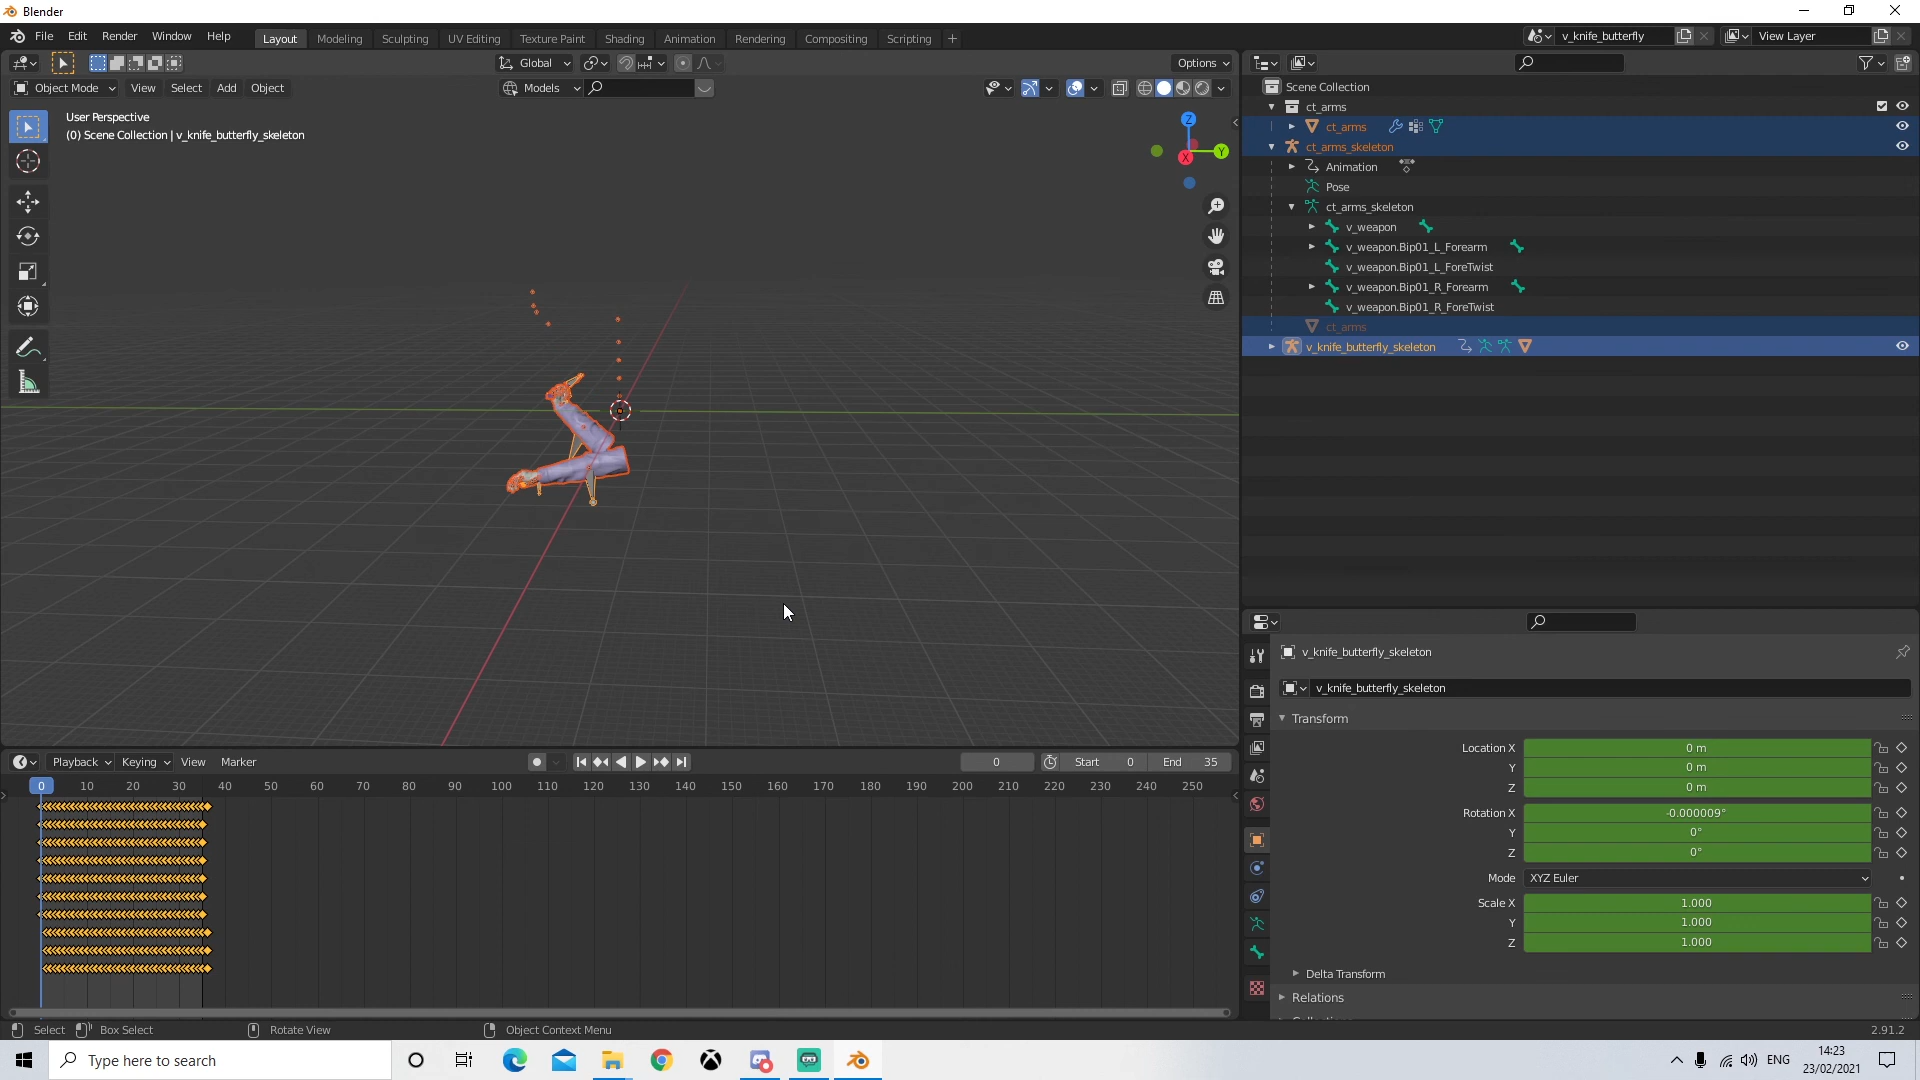 Blender
File Edit Render Window Help
Layout Modeling Sculpting UV Editing Texture Paint Shading Animation Rendering Compositing Scripting
v_knife_butterfly
View Layer
Global
Options
Object Mode View Select Add Object
Models
User Perspective
(0) Scene Collection | v_knife_butterfly_skeleton
Z
Y
X
Scene Collection
ct_arms
ct_arms
ct_arms_skeleton
Animation
Pose
ct_arms_skeleton
v_weapon
v_weapon.Bip01_L_Forearm
v_weapon.Bip01_L_ForeTwist
v_weapon.Bip01_R_Forearm
v_weapon.Bip01_R_ForeTwist
ct_arms
v_knife_butterfly_skeleton
v_knife_butterfly_skeleton
v_knife_butterfly_skeleton
Transform
Location X 0 m
Y 0 m
Z 0 m
Rotation X -0.000009°
Y 0°
Z 0°
Mode XYZ Euler
Scale X 1.000
Y 1.000
Z 1.000
Delta Transform
Relations
Playback Keying View Marker
0 Start 0 End 35
0 10 20 30 40 50 60 70 80 90 100 110 120 130 140 150 160 170 180 190 200 210 220 230 240 250
Select Box Select Rotate View Object Context Menu
2.91.2
Type here to search
ENG
14:23
23/02/2021